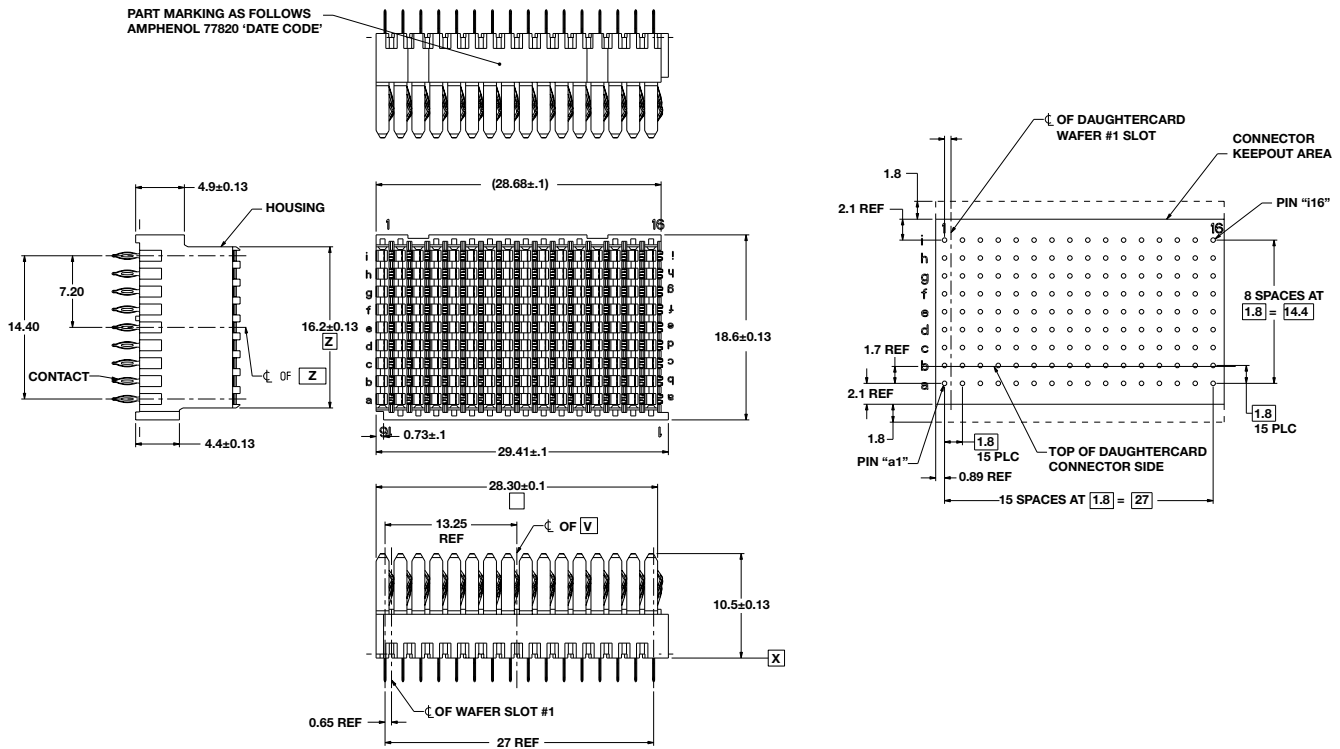 PART MARKING AS FOLLOWS
AMPHENOL 77820 ‘DATE CODE’
4.9±0.13
HOUSING
7.20
14.40
16.2±0.13
Z
CONTACT
℄ OF Z
4.4±0.13
(28.68±.1)
1 16
i i
h h
g g
f f
e e
d d
c c
b b
a a
16 1
18.6±0.13
0.73±.1
29.41±.1
28.30±0.1
13.25
REF
℄ OF V
10.5±0.13
X
℄ OF WAFER SLOT #1
0.65 REF
27 REF
℄ OF DAUGHTERCARD
WAFER #1 SLOT
CONNECTOR
KEEPOUT AREA
1.8
2.1 REF
PIN “i16”
1 16
i
h
g
f
e
d
c
b
a
8 SPACES AT
1.8 = 14.4
1.7 REF
2.1 REF
1.8
1.8
15 PLC
1.8
15 PLC
PIN “a1”
TOP OF DAUGHTERCARD
CONNECTOR SIDE
0.89 REF
15 SPACES AT 1.8 = 27